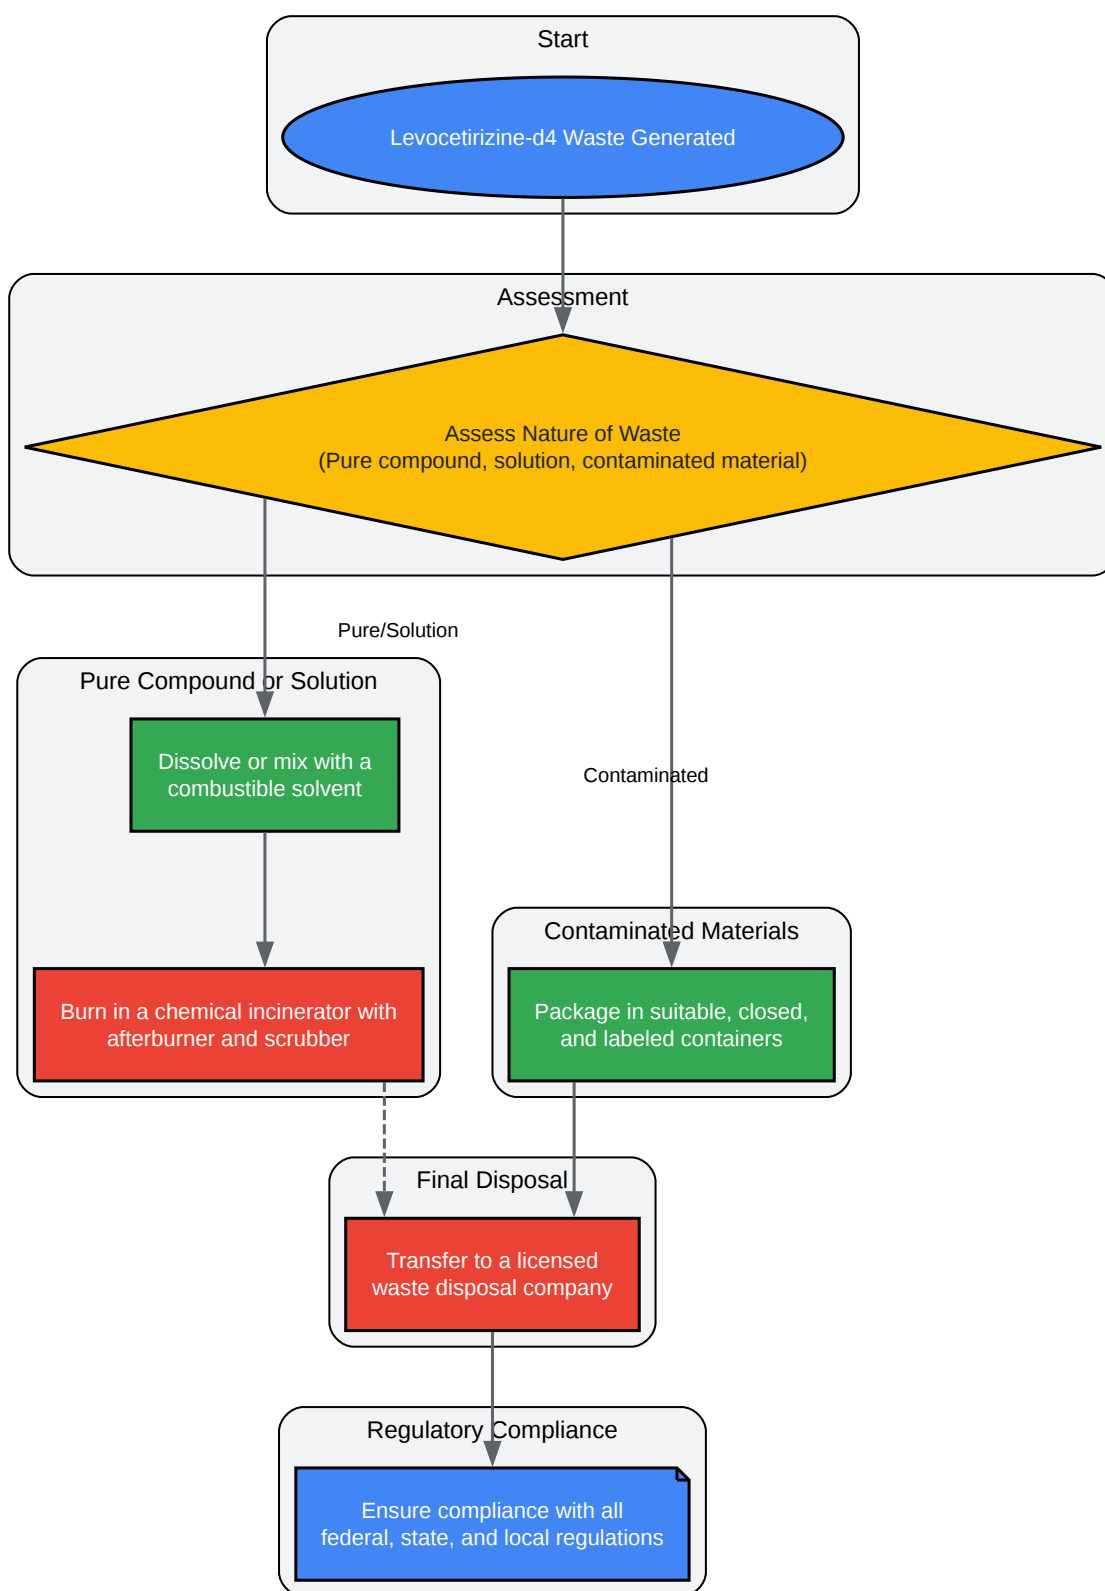 Start
Levocetirizine-d4 Waste Generated
Assessment
Assess Nature of Waste
(Pure compound, solution, contaminated material)
Pure/Solution
Pure Compound or Solution
Dissolve or mix with a
combustible solvent
Contaminated
Contaminated Materials
Burn in a chemical incinerator with
afterburner and scrubber
Package in suitable, closed,
and labeled containers
Final Disposal
Transfer to a licensed
waste disposal company
Regulatory Compliance
Ensure compliance with all
federal, state, and local regulations